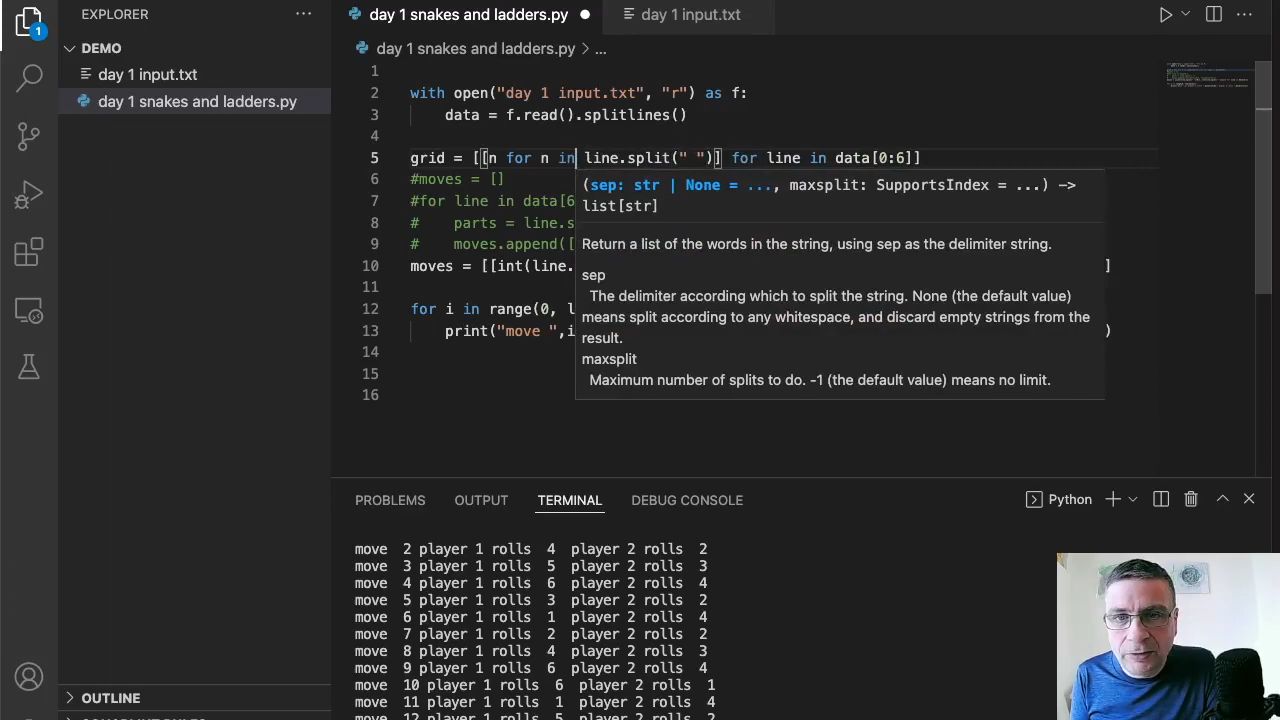 EXPLORER
DEMO
day 1 input.txt
day 1 snakes and ladders.py
1
day 1 snakes and ladders.py
day 1 input.txt
day 1 snakes and ladders.py > ...
1
2 with open("day 1 input.txt", "r") as f:
3 data = f.read().splitlines()
4
5 grid = [[n for n in line.split(" ")] for line in data[0:6]]
6 #moves = []
7 #for line in data[6
8 # parts = line.s
9 # moves.append([
10 moves = [[int(line. ]
11
12 for i in range(0, l
13 print("move ",i )
14
15
16
(sep: str | None = ..., maxsplit: SupportsIndex = ...) ->
list[str]
Return a list of the words in the string, using sep as the delimiter string.
sep
The delimiter according which to split the string. None (the default value)
means split according to any whitespace, and discard empty strings from the
result.
maxsplit
Maximum number of splits to do. -1 (the default value) means no limit.
PROBLEMS OUTPUT TERMINAL DEBUG CONSOLE
Python
move 2 player 1 rolls 4 player 2 rolls 2
move 3 player 1 rolls 5 player 2 rolls 3
move 4 player 1 rolls 6 player 2 rolls 4
move 5 player 1 rolls 3 player 2 rolls 2
move 6 player 1 rolls 1 player 2 rolls 4
move 7 player 1 rolls 2 player 2 rolls 2
move 8 player 1 rolls 4 player 2 rolls 3
move 9 player 1 rolls 6 player 2 rolls 4
move 10 player 1 rolls 6 player 2 rolls 1
move 11 player 1 rolls 1 player 2 rolls 4
move 12 player 1 rolls 5 player 2 rolls 2
OUTLINE